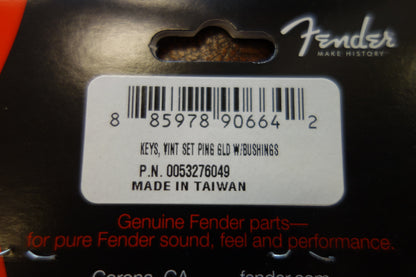 Fender
MAKE HISTORY
8 85978 90664 2
KEYS, VINT SET PING GLD W/BUSHINGS
P.N. 0053276049
MADE IN TAIWAN
Genuine Fender parts—
for pure Fender sound, feel and performance.
Corona, CA fender.com